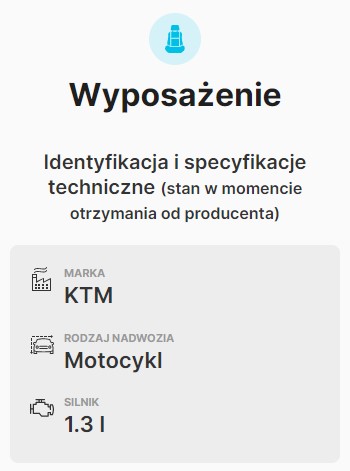 Wyposażenie
Identyfikacja i specyfikacje
techniczne (stan w momencie
otrzymania od producenta)
MARKA
KTM
RODZAJ NADWOZIA
Motocykl
SILNIK
1.3 l